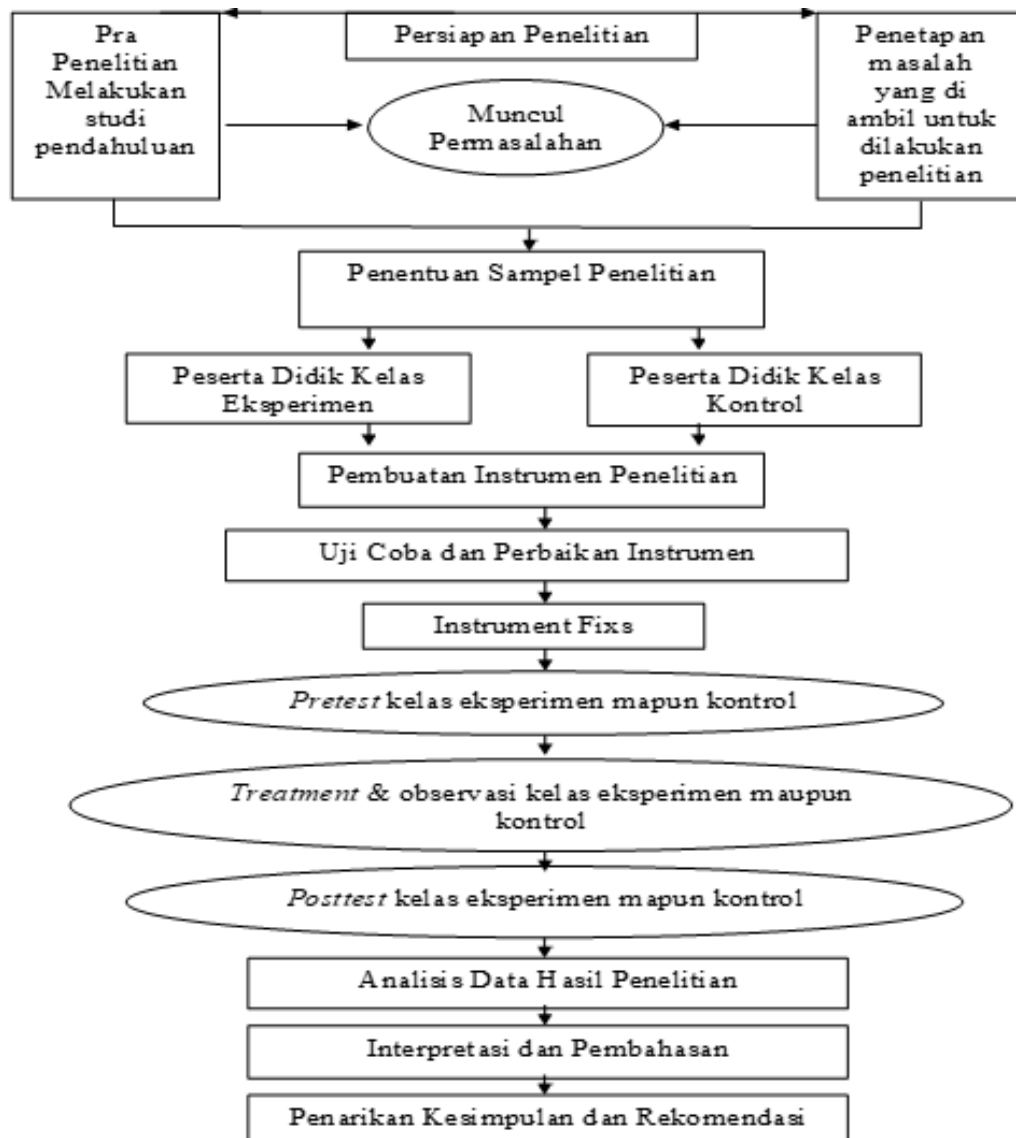 Pra
Penelitian
Melakukan
studi
pendahuluan
Persiapan Penelitian
Penetapan
masalah
yang di
ambil untuk
dilakukan
penelitian
Muncul
Permasalahan
Penentuan Sampel Penelitian
Peserta Didik Kelas
Eksperimen
Peserta Didik Kelas
Kontrol
Pembuatan Instrumen Penelitian
Uji Coba dan Perbaikan Instrumen
Instrument Fixs
Pretest kelas eksperimen mapun kontrol
Treatment & observasi kelas eksperimen maupun
kontrol
Posttest kelas eksperimen mapun kontrol
Analisis Data Hasil Penelitian
Interpretasi dan Pembahasan
Penarikan Kesimpulan dan Rekomendasi